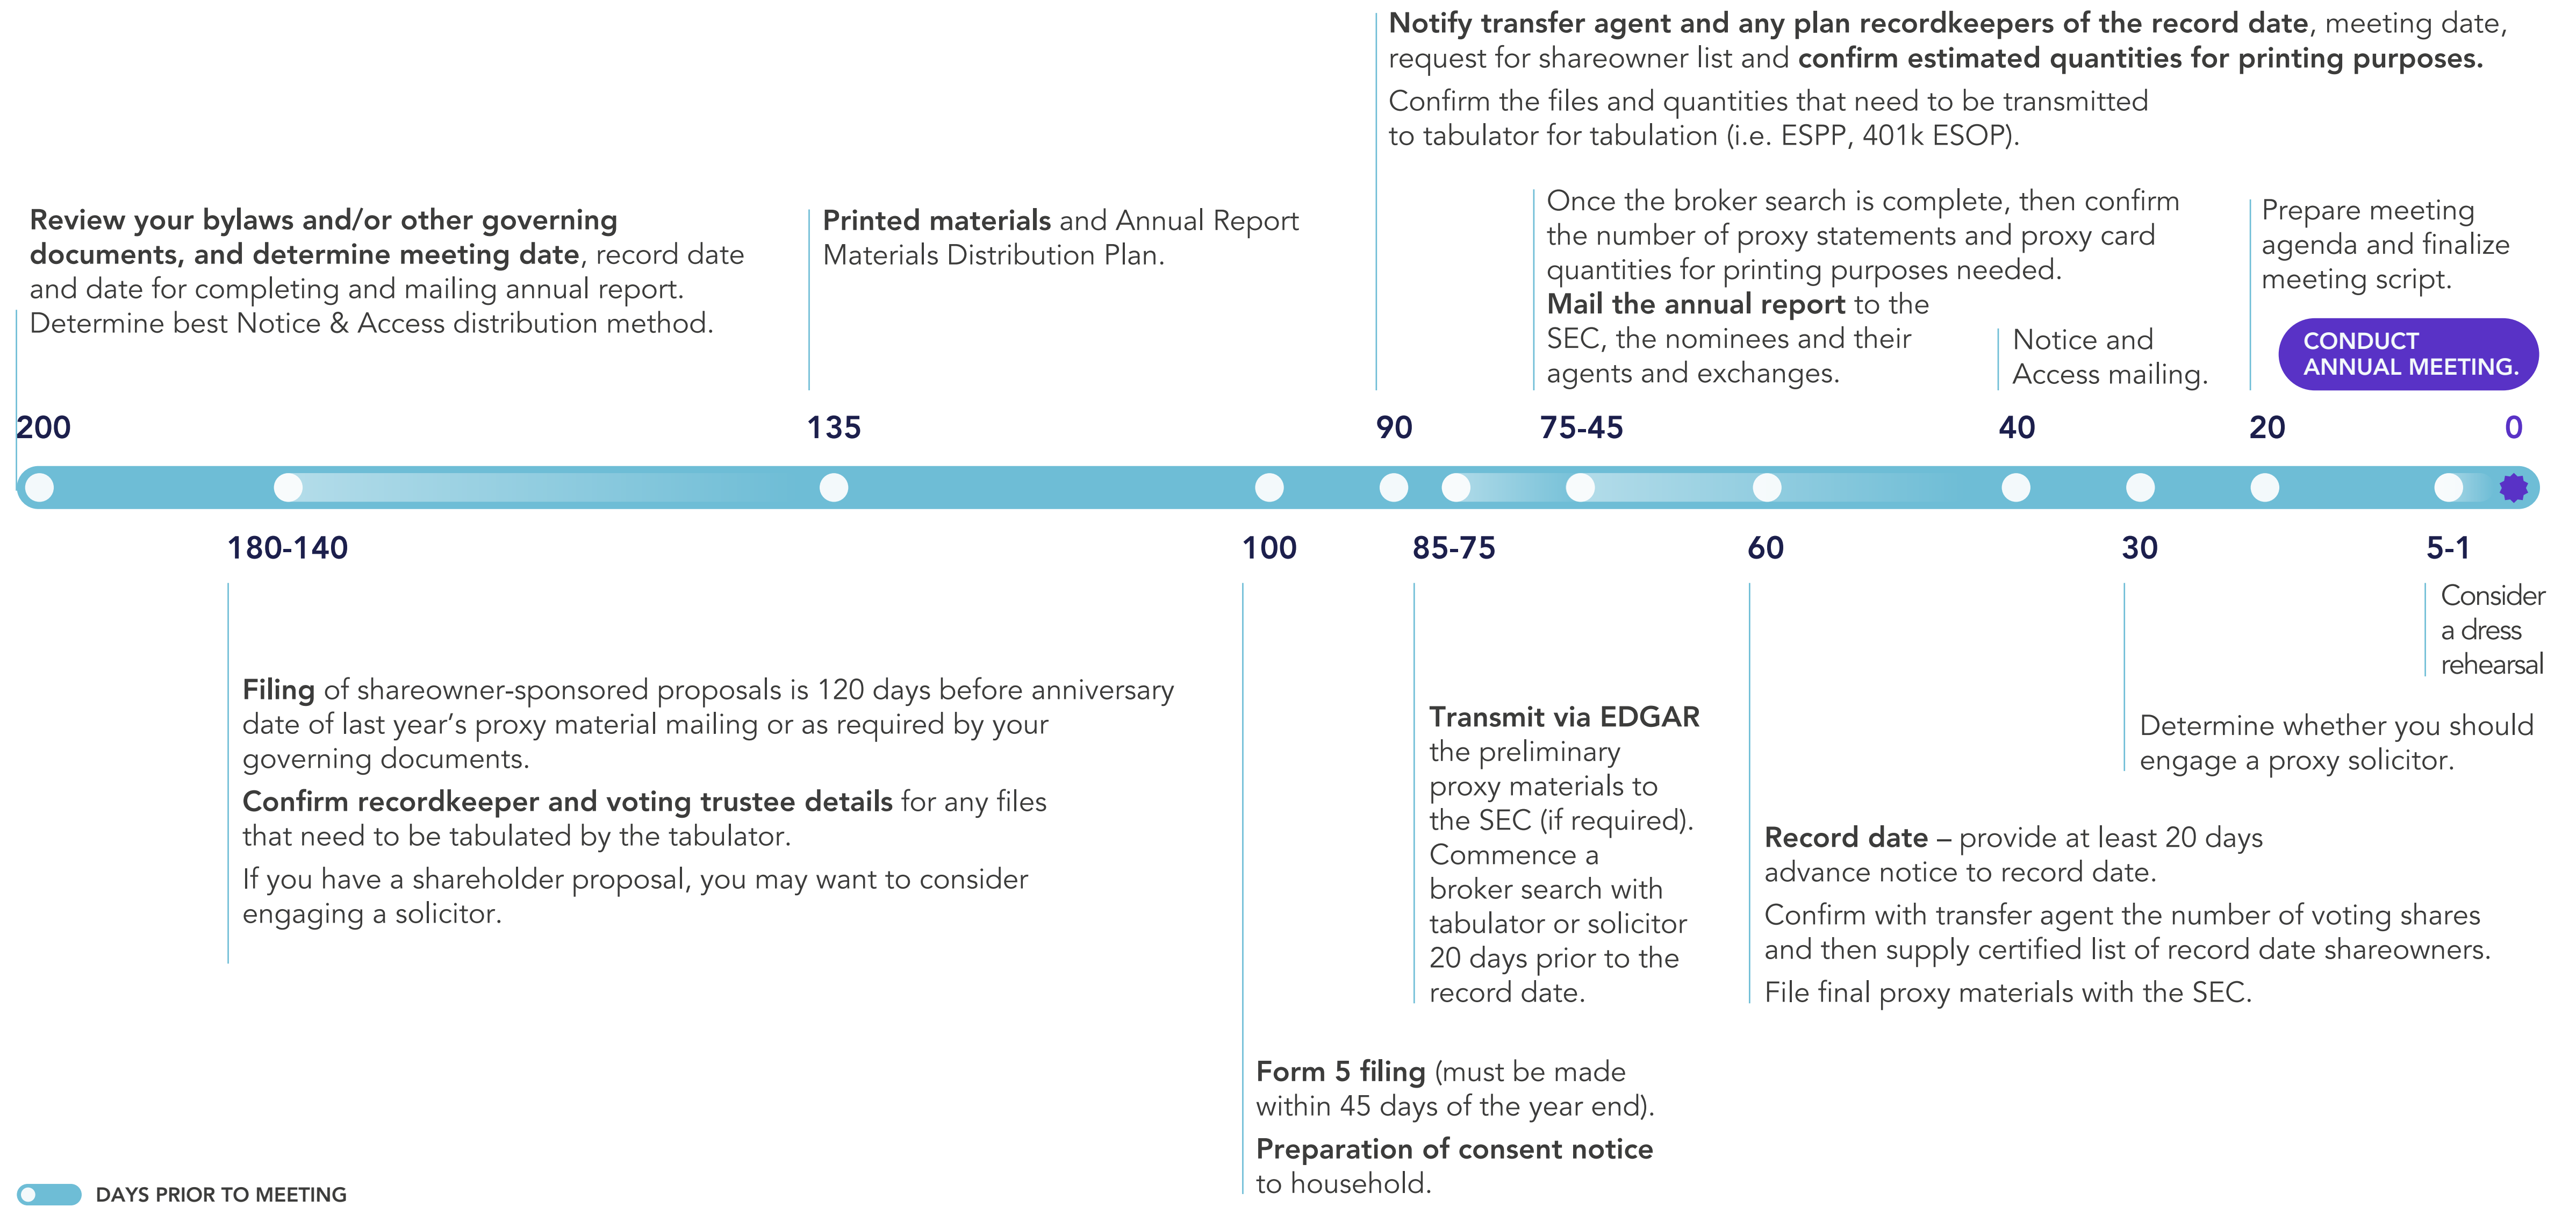 Notify transfer agent and any plan recordkeepers of the record date, meeting date,
request for shareowner list and confirm estimated quantities for printing purposes.
Confirm the files and quantities that need to be transmitted
to tabulator for tabulation (i.e. ESPP, 401k ESOP).
Review your bylaws and/or other governing
documents, and determine meeting date, record date
and date for completing and mailing annual report.
Determine best Notice & Access distribution method.
Printed materials and Annual Report
Materials Distribution Plan.
Once the broker search is complete, then confirm
the number of proxy statements and proxy card
quantities for printing purposes needed.
Mail the annual report to the
SEC, the nominees and their
agents and exchanges.
Notice and
Access mailing.
Prepare meeting
agenda and finalize
meeting script.
CONDUCT
ANNUAL MEETING.
200
135
90
75-45
40
20
0
180-140
100
85-75
60
30
5-1
Filing of shareowner-sponsored proposals is 120 days before anniversary
date of last year’s proxy material mailing or as required by your
governing documents.
Confirm recordkeeper and voting trustee details for any files
that need to be tabulated by the tabulator.
If you have a shareholder proposal, you may want to consider
engaging a solicitor.
Form 5 filing (must be made
within 45 days of the year end).
Preparation of consent notice
to household.
Transmit via EDGAR
the preliminary
proxy materials to
the SEC (if required).
Commence a
broker search with
tabulator or solicitor
20 days prior to the
record date.
Record date – provide at least 20 days
advance notice to record date.
Confirm with transfer agent the number of voting shares
and then supply certified list of record date shareowners.
File final proxy materials with the SEC.
Determine whether you should
engage a proxy solicitor.
Consider
a dress
rehearsal
DAYS PRIOR TO MEETING